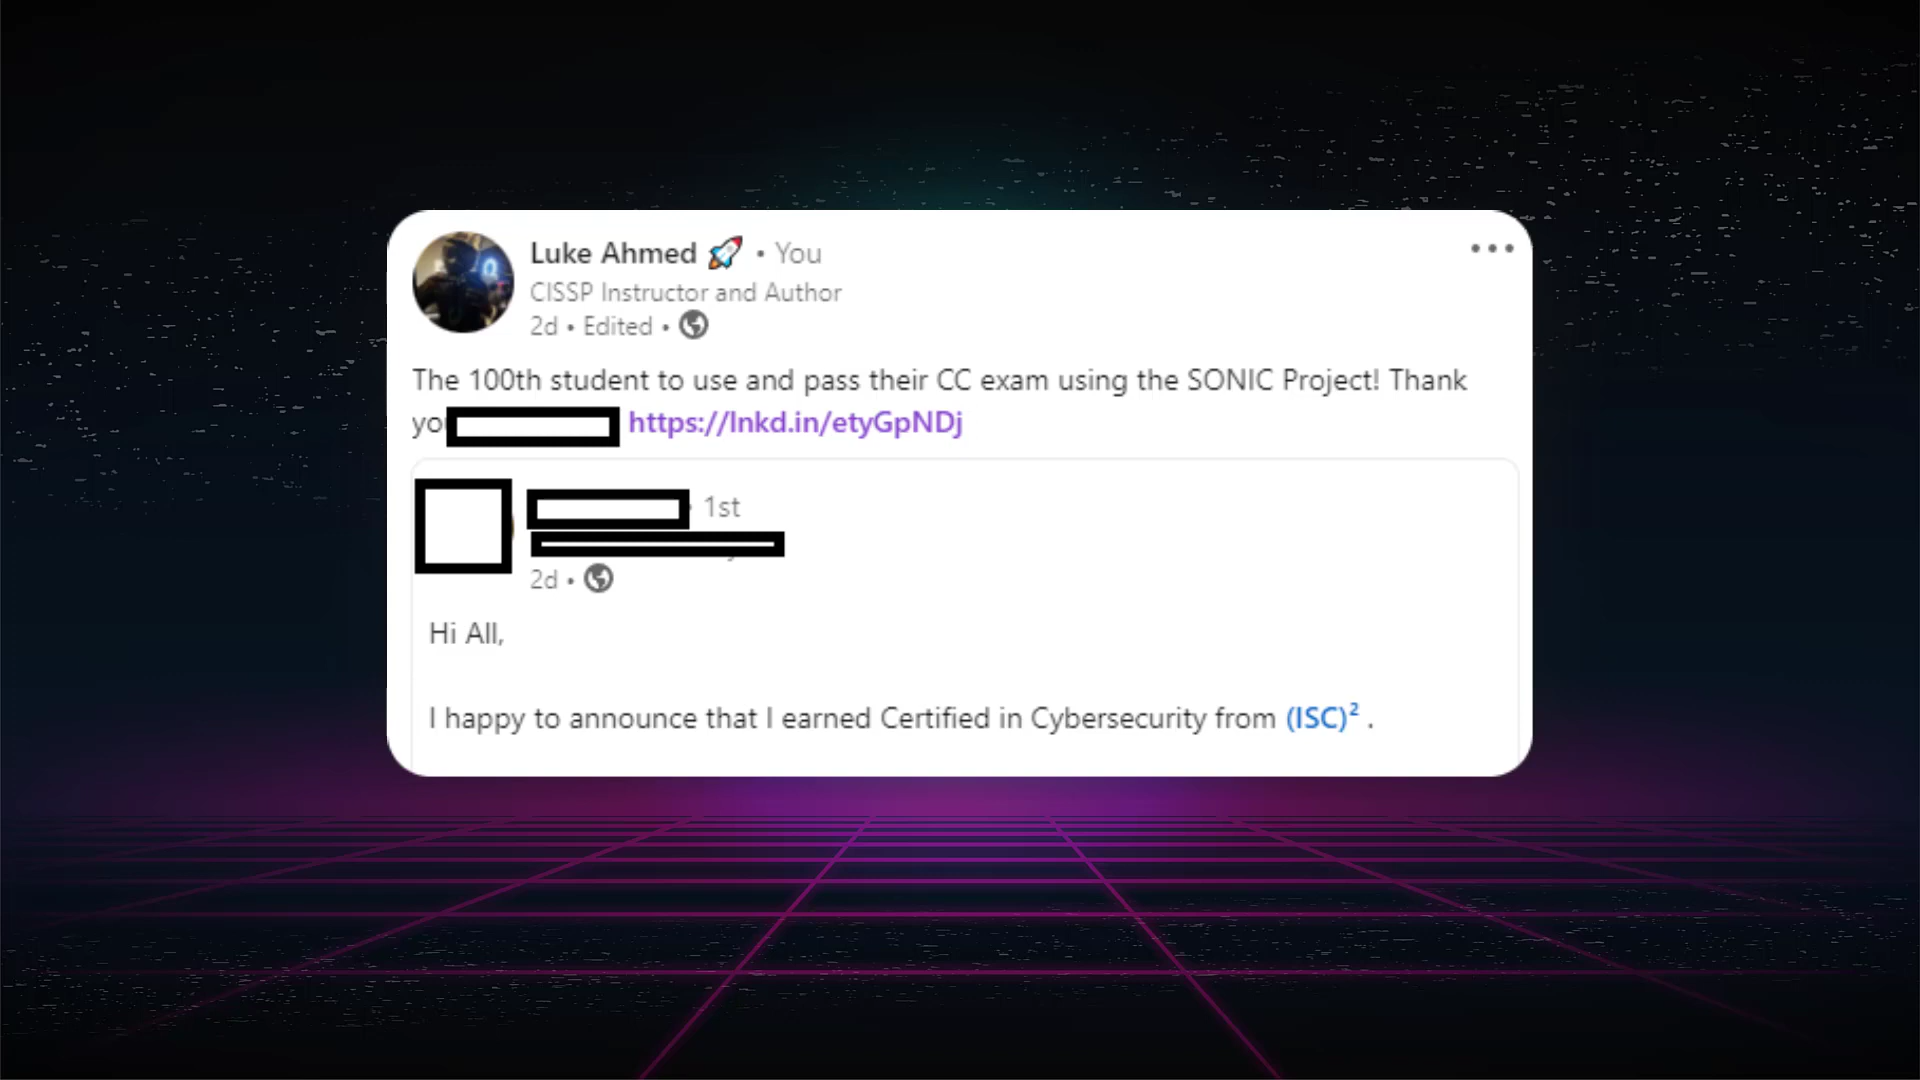 Luke Ahmed 🚀 • You
CISSP Instructor and Author
2d • Edited •
The 100th student to use and pass their CC exam using the SONIC Project! Thank
https://lnkd.in/etyGpNDj
1st
2d •
Hi All,
I happy to announce that I earned Certified in Cybersecurity from (ISC)² .